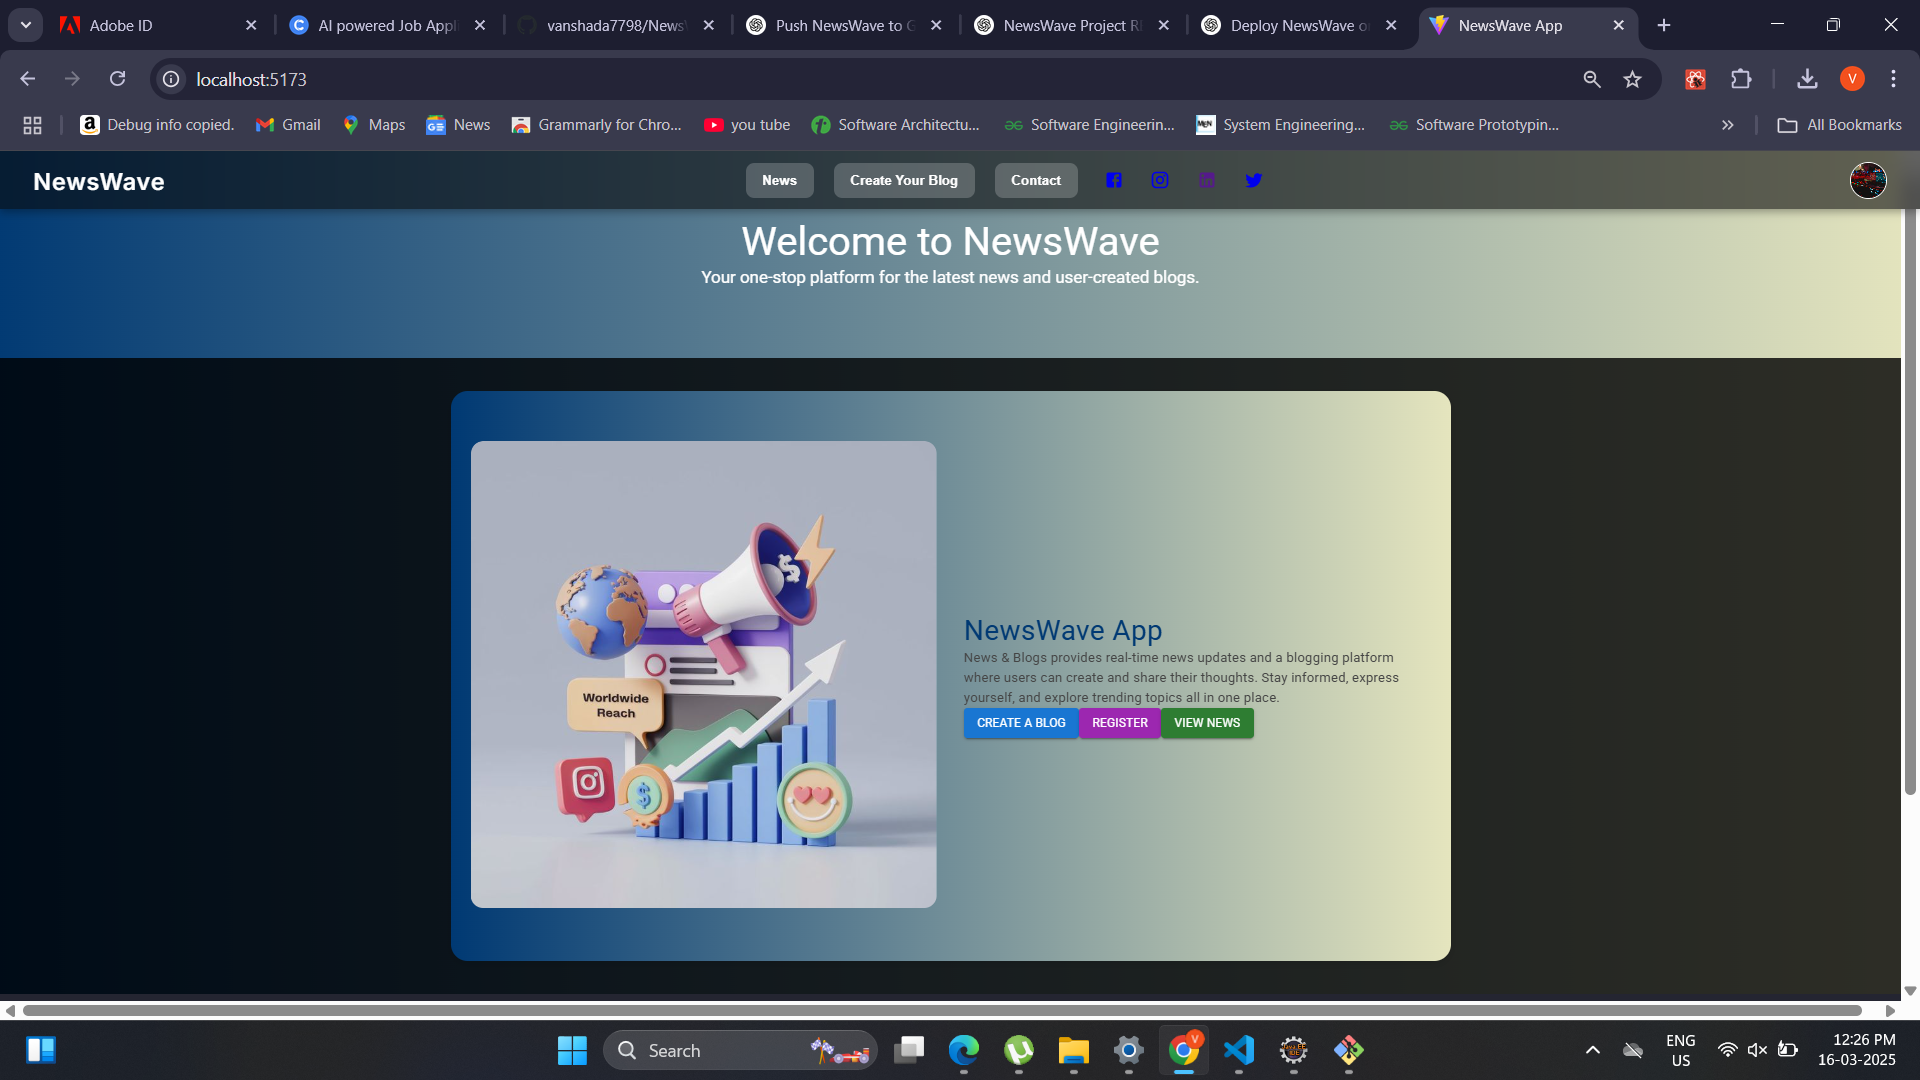 Adobe ID
AI powered Job Appli
vanshada7798/News
Push NewsWave to G
NewsWave Project R
Deploy NewsWave o
NewsWave App
localhost:5173
V
Debug info copied.
Gmail
Maps
News
Grammarly for Chro...
you tube
Software Architectu...
Software Engineerin...
System Engineering...
Software Prototypin...
All Bookmarks
NewsWave
News
Create Your Blog
Contact
Welcome to NewsWave
Your one-stop platform for the latest news and user-created blogs.
Worldwide
Reach
NewsWave App
News & Blogs provides real-time news updates and a blogging platform
where users can create and share their thoughts. Stay informed, express
yourself, and explore trending topics all in one place.
CREATE A BLOG
REGISTER
VIEW NEWS
Search
V
ENG
US
12:26 PM
16-03-2025